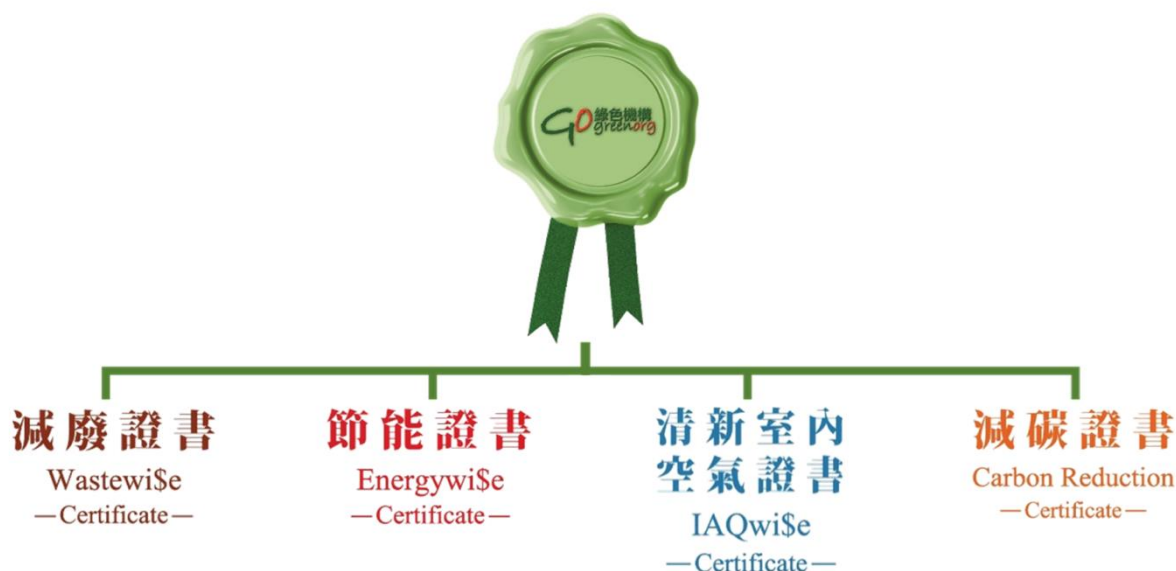 GO 綠色機構
greenorg
減廢證書
Wastewi$e
—Certificate—
節能證書
Energywi$e
—Certificate—
清新室內
空氣證書
IAQwi$e
—Certificate—
減碳證書
Carbon Reduction
—Certificate—